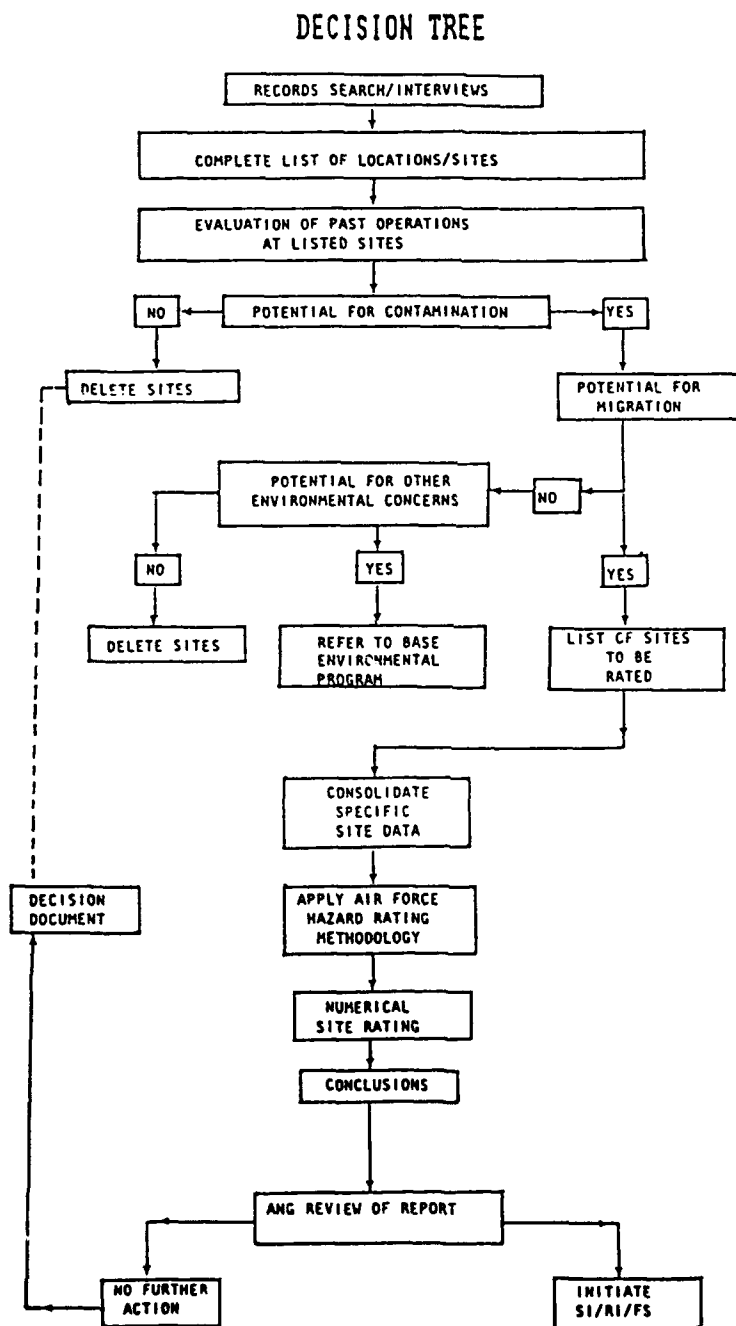 DECISION TREE
RECORDS SEARCH/INTERVIEWS
COMPLETE LIST OF LOCATIONS/SITES
EVALUATION OF PAST OPERATIONS
AT LISTED SITES
NO
POTENTIAL FOR CONTAMINATION
YES
DELETE SITES
POTENTIAL FOR
MIGRATION
POTENTIAL FOR OTHER
ENVIRONMENTAL CONCERNS
NO
NO
YES
YES
DELETE SITES
REFER TO BASE
ENVIRONMENTAL
PROGRAM
LIST OF SITES
TO BE
RATED
CONSOLIDATE
SPECIFIC
SITE DATA
DECISION
DOCUMENT
APPLY AIR FORCE
HAZARD RATING
METHODOLOGY
NUMERICAL
SITE RATING
CONCLUSIONS
ANG REVIEW OF REPORT
NO FURTHER
ACTION
INITIATE
SI/RI/FS